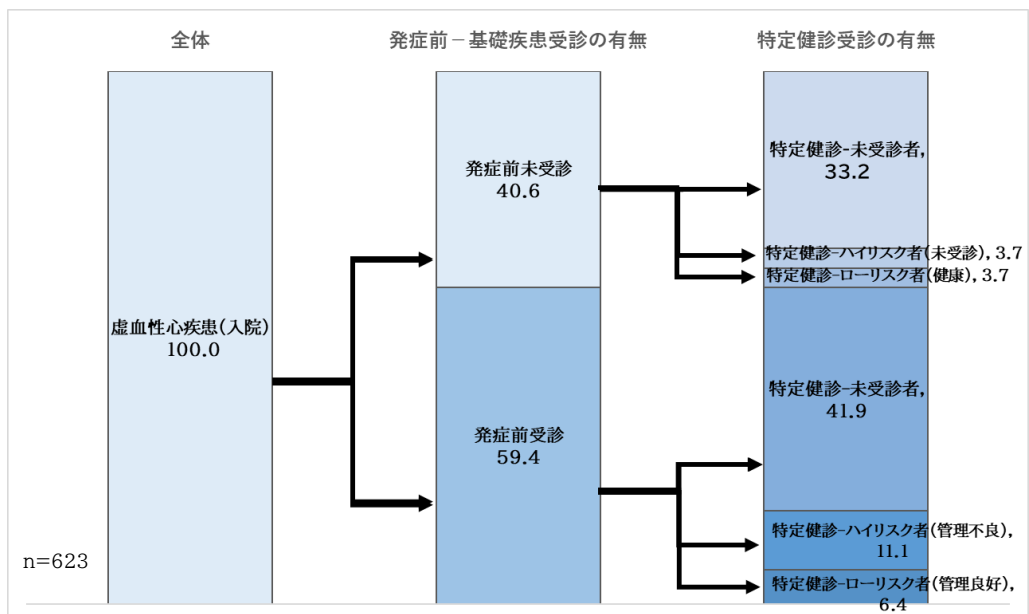 全体
発症前－基礎疾患受診の有無
特定健診受診の有無
虚血性心疾患(入院)
100.0
発症前未受診
40.6
発症前受診
59.4
特定健診-未受診者,
33.2
特定健診-ハイリスク者(未受診), 3.7
特定健診-ローリスク者(健康), 3.7
特定健診-未受診者,
41.9
特定健診-ハイリスク者(管理不良),
11.1
特定健診-ローリスク者(管理良好),
6.4
n=623